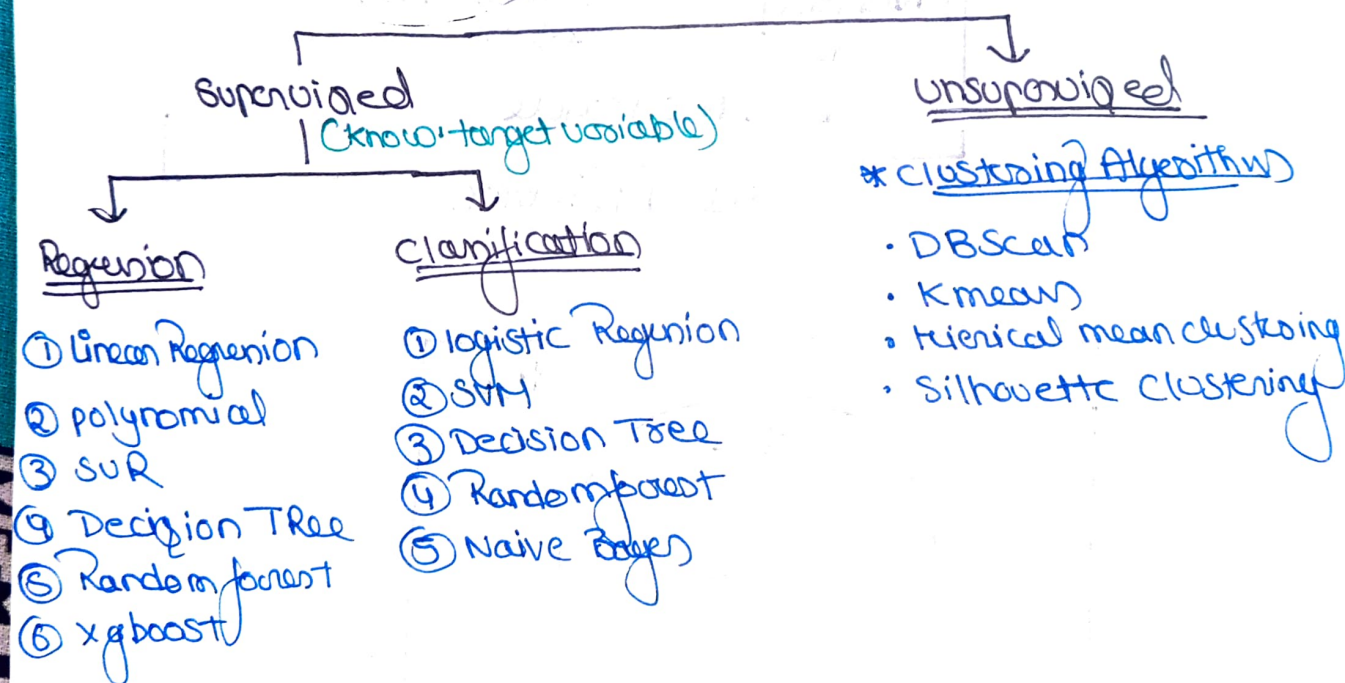 Supervised
(know target variable)
Regression
① Linear Regression
② polynomical
③ SVR
④ Decision TRee
⑤ Random forest
⑥ xgboost
Classification
① logistic Regression
② SVM
③ Decision Tree
④ Random forest
⑤ Naive Bayes
Unsupervised
* Clustering Algorithms
• DBScan
• Kmeans
• Hierical mean clustering
• Silhouette Clustering